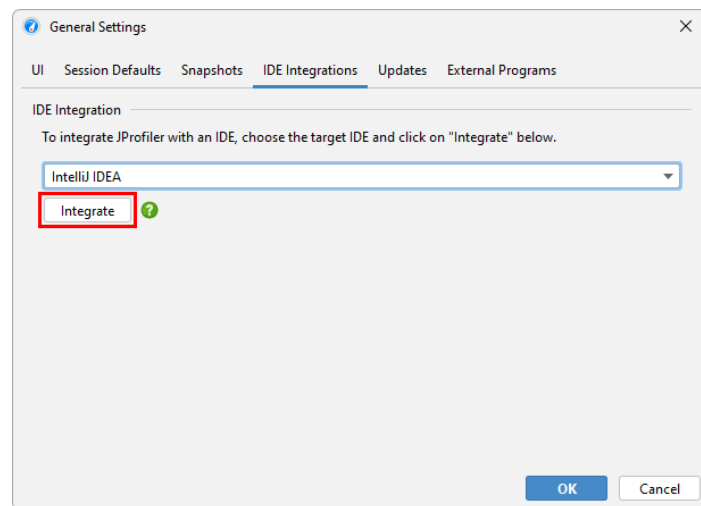 General Settings
UI Session Defaults Snapshots IDE Integrations Updates External Programs
IDE Integration
To integrate JProfiler with an IDE, choose the target IDE and click on "Integrate" below.
IntelliJ IDEA
Integrate ?
OK Cancel